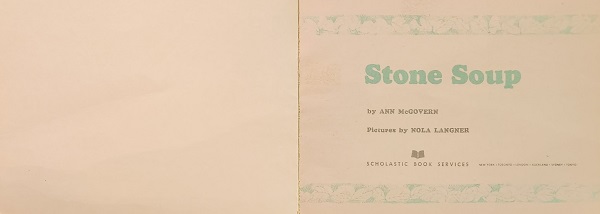 Stone Soup
by ANN McGOVERN
Pictures by NOLA LANGNER
SCHOLASTIC BOOK SERVICES